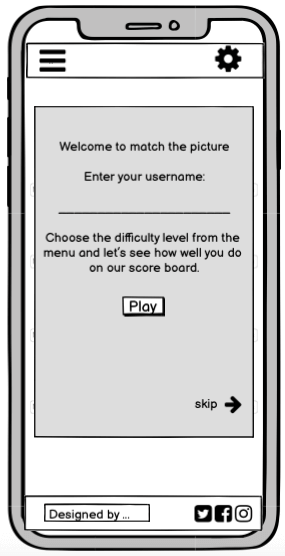 Welcome to match the picture
Enter your username:
Choose the difficulty level from the
menu and let's see how well you do
on our score board.
Play
skip
Designed by ...